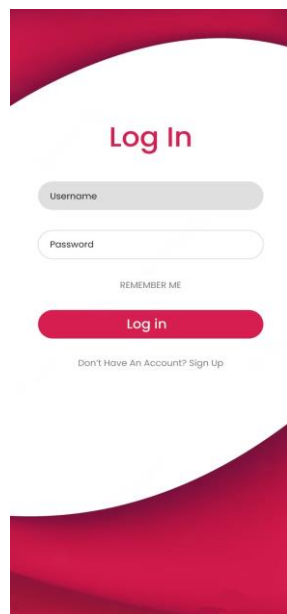 Log In
Username
Password
REMEMBER ME
Log in
Don't Have An Account? Sign Up